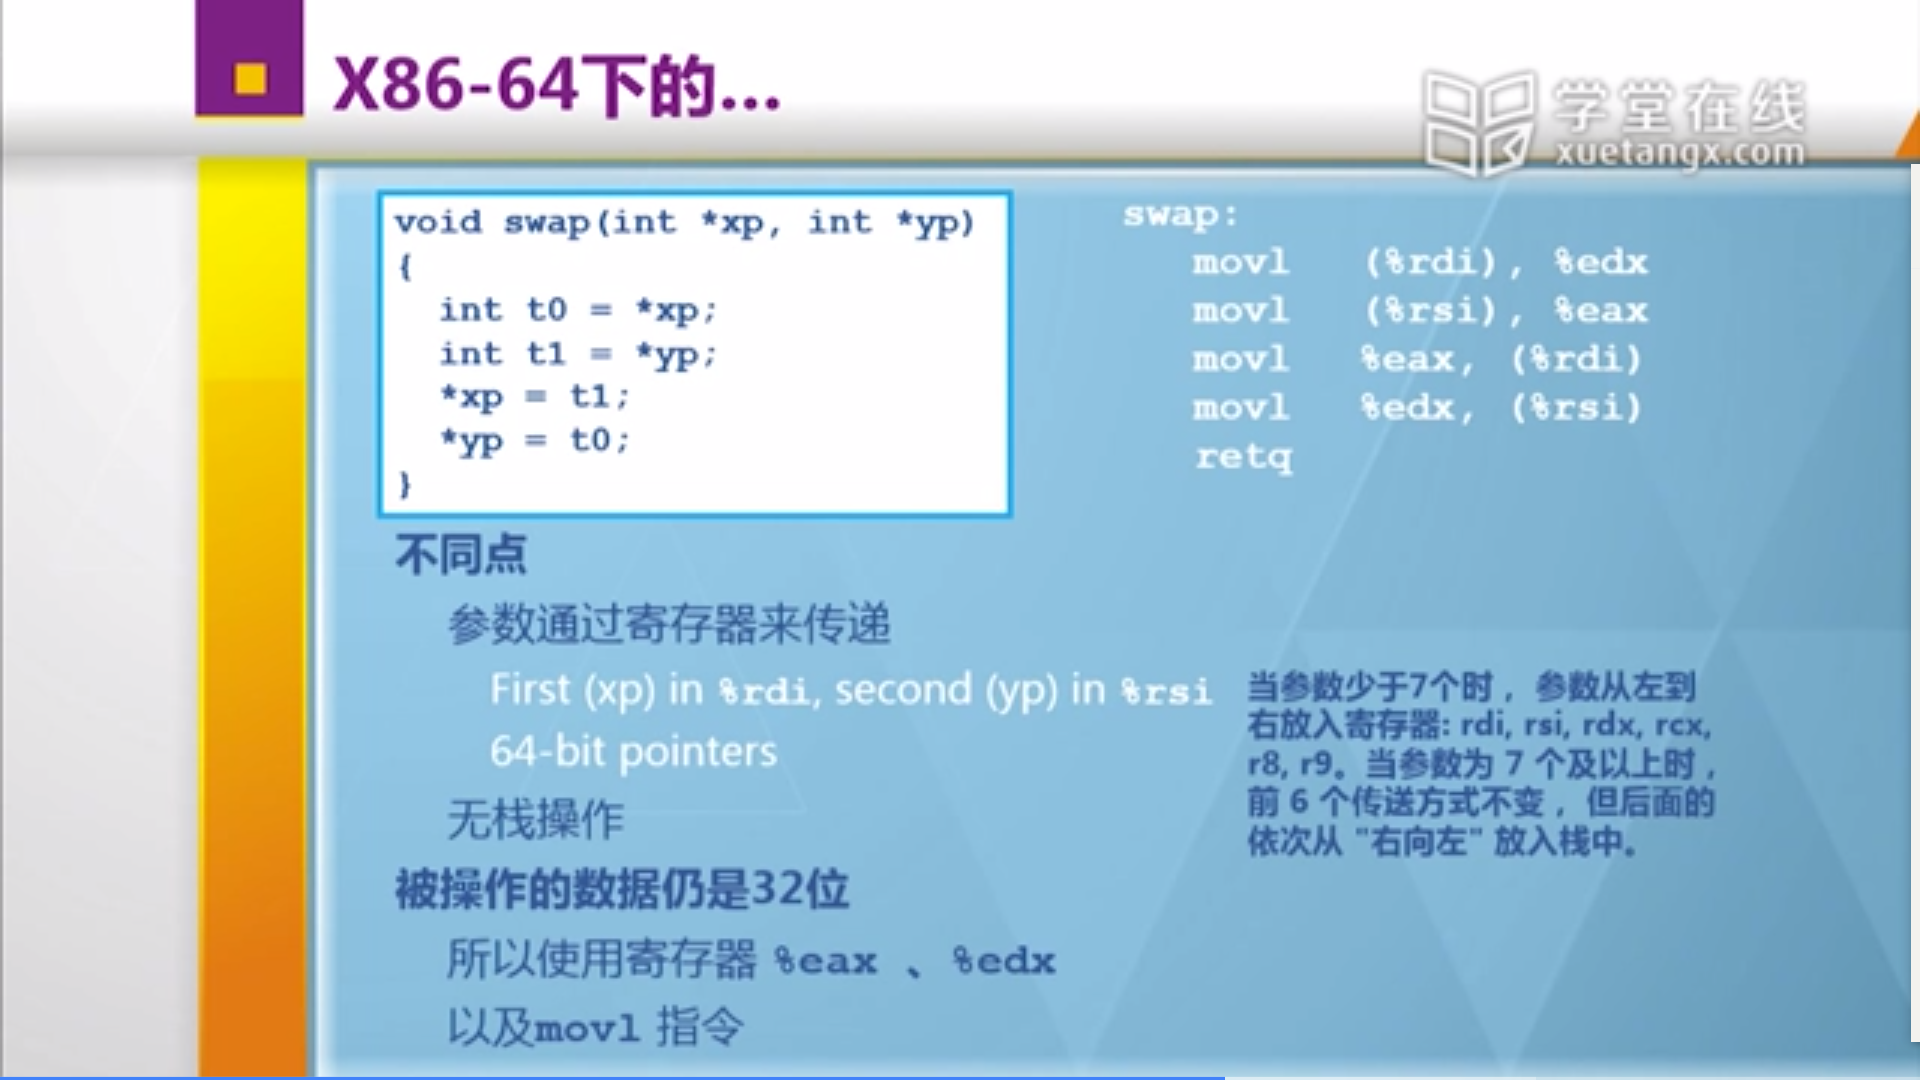 X86-64下的...
学堂在线
xuetangx.com
void swap(int *xp, int *yp)
{
int t0 = *xp;
int t1 = *yp;
*xp = t1;
*yp = t0;
}
swap:
movl (%rdi), %edx
movl (%rsi), %eax
movl %eax, (%rdi)
movl %edx, (%rsi)
retq
不同点
参数通过寄存器来传递
First (xp) in %rdi, second (yp) in %rsi
64-bit pointers
无栈操作
被操作的数据仍是32位
所以使用寄存器 %eax 、%edx
以及movl 指令
当参数少于7个时， 参数从左到
右放入寄存器: rdi, rsi, rdx, rcx,
r8, r9。当参数为 7 个及以上时，
前 6 个传送方式不变， 但后面的
依次从 "右向左" 放入栈中。